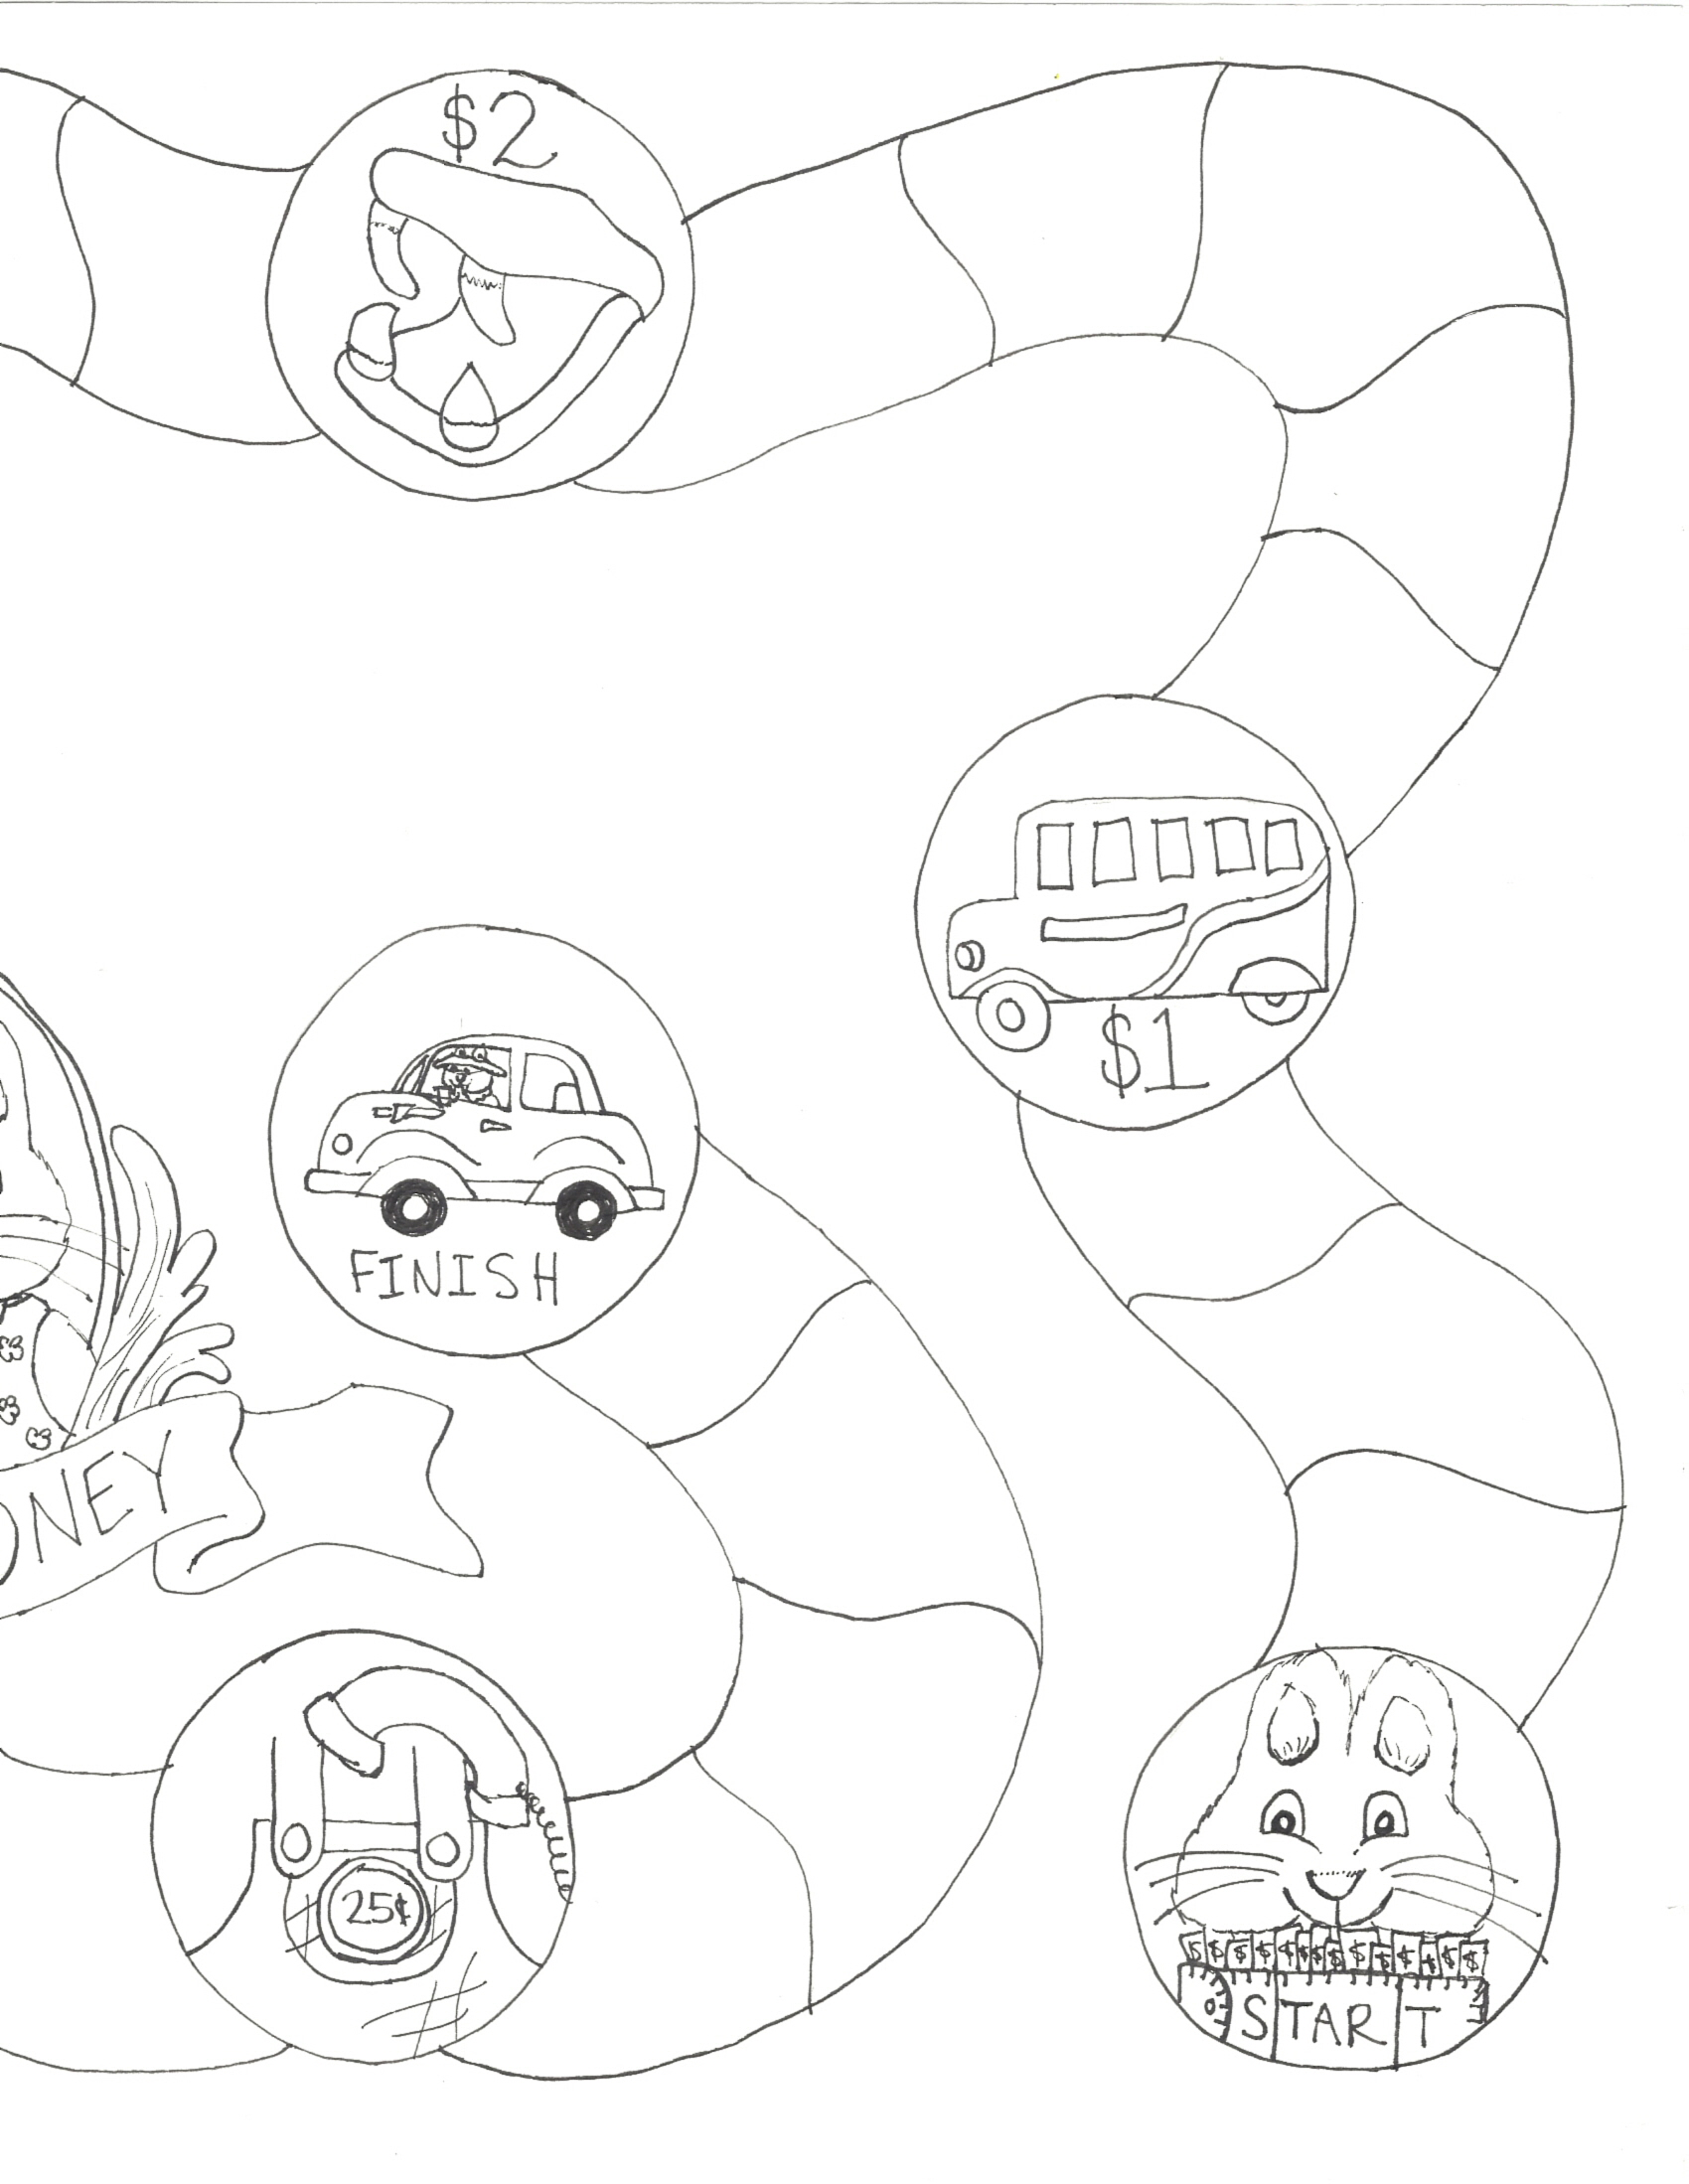 $2
$1
FINISH
ONEY
25¢
$ $ $ $ $ $ $ $ $ $ $ $ $ $
START